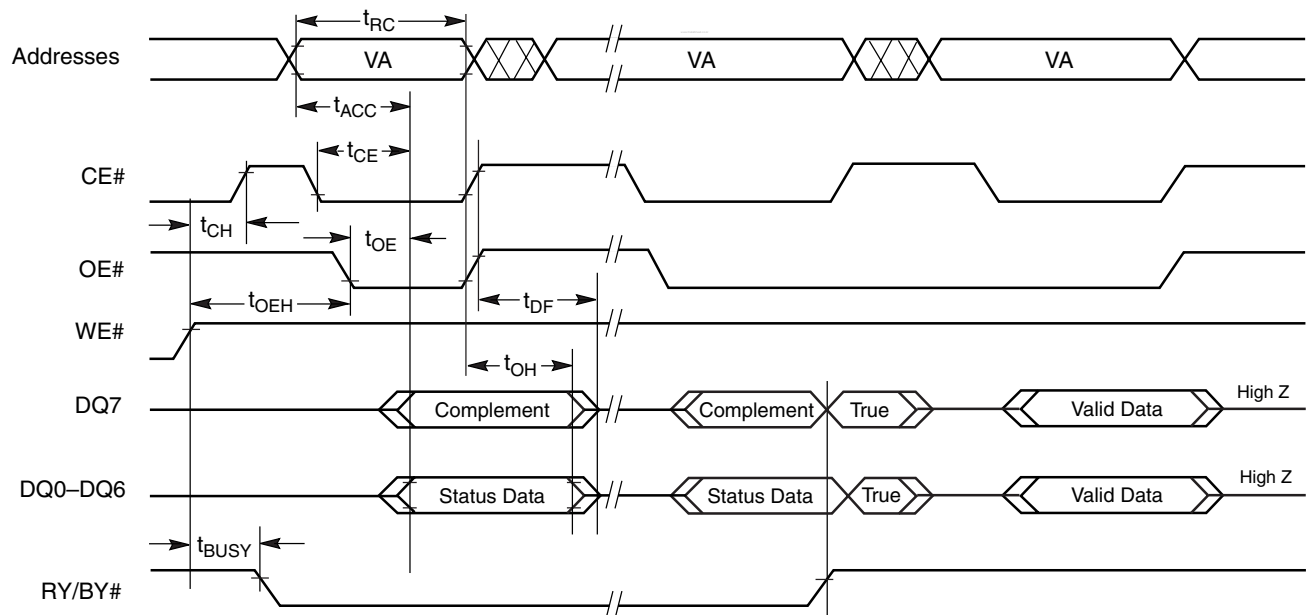 tRC
Addresses VA VA VA
tACC
tCE
CE#
tCH
tOE
OE#
tOEH tDF
WE#
tOH
DQ7 Complement Complement True Valid Data High Z
DQ0–DQ6 Status Data Status Data True Valid Data High Z
tBUSY
RY/BY#